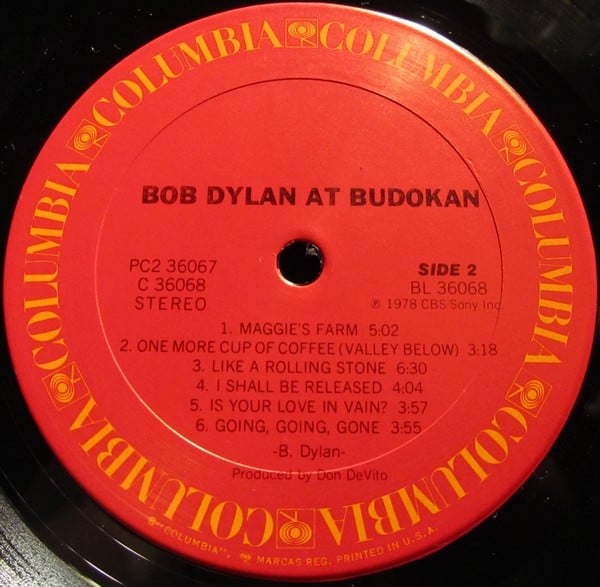 COLUMBIA COLUMBIA COLUMBIA COLUMBIA COLUMBIA COLUMBIA COLUMBIA COLUMBIA
BOB DYLAN AT BUDOKAN
PC2 36067
C 36068
STEREO
SIDE 2
BL 36068
℗ 1978 CBS/Sony Inc.
1. MAGGIE'S FARM 5:02
2. ONE MORE CUP OF COFFEE (VALLEY BELOW) 3:18
3. LIKE A ROLLING STONE 6:30
4. I SHALL BE RELEASED 4:04
5. IS YOUR LOVE IN VAIN? 3:57
6. GOING, GOING, GONE 3:55
-B. Dylan-
Produced by Don DeVito
®"COLUMBIA", MARCAS REG. PRINTED IN U.S.A.